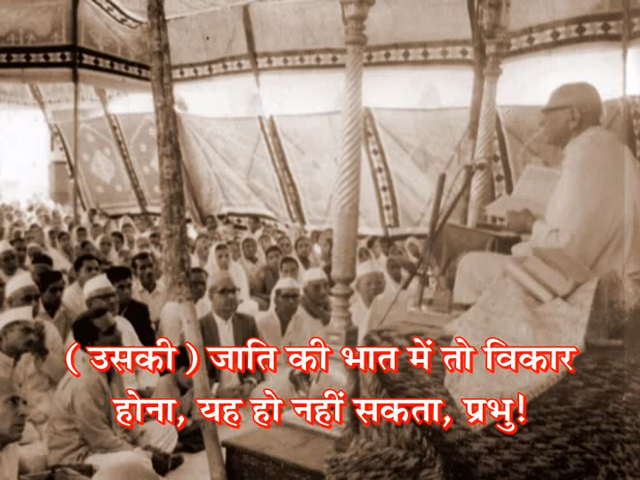 ( उसकी ) जाति की भात में तो विकार
होना, यह हो नहीं सकता, प्रभु!